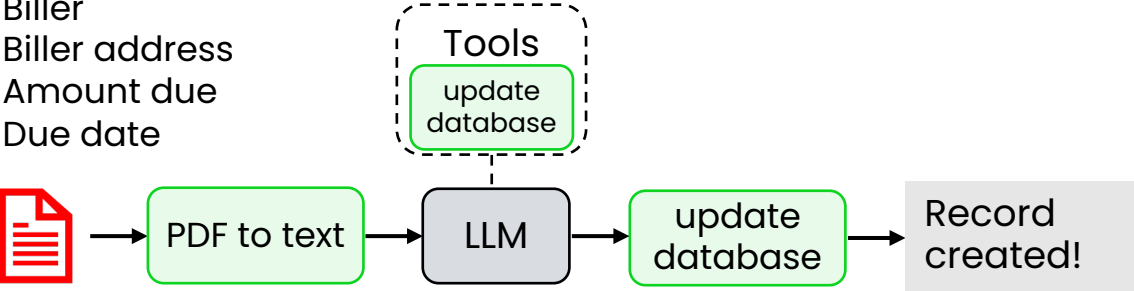 Biller
Biller address
Amount due
Due date
Tools
update
database
PDF to text
LLM
update
database
Record
created!